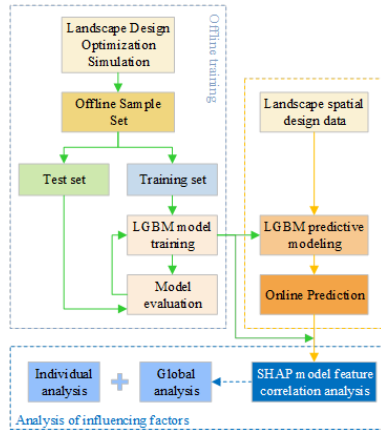 Landscape Design
Optimization
Simulation
Offline training
Offline Sample
Set
Landscape spatial
design data
Test set
Training set
LGBM model
training
LGBM predictive
modeling
Model
evaluation
Online Prediction
Individual
analysis
Global
analysis
SHAP model feature
correlation analysis
Analysis of influencing factors